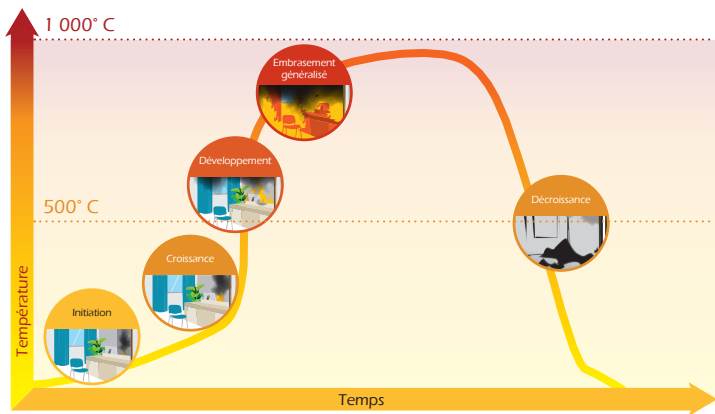 1 000° C
Embrasement
généralisé
Développement
Décroissance
500° C
Croissance
Initiation
Température
Temps